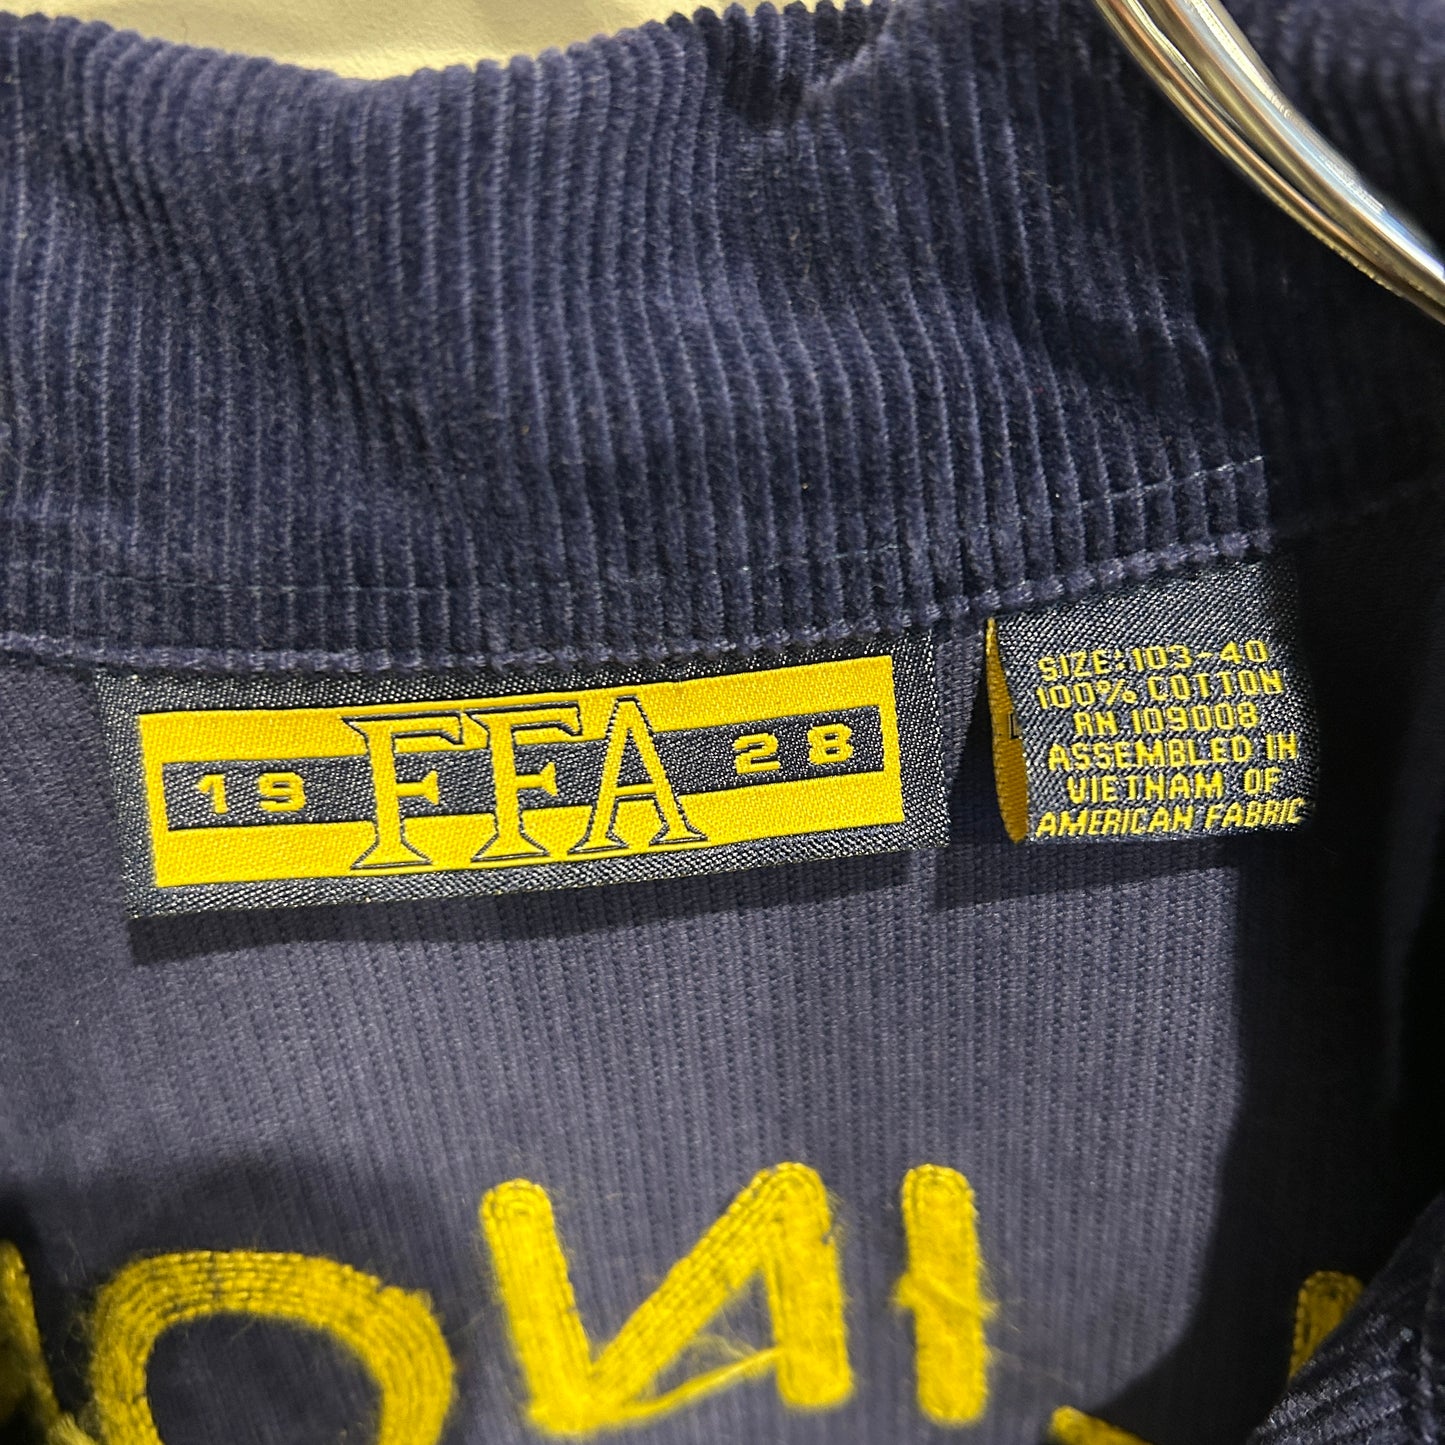 19 FFA 28
SIZE:103-40
100% COTTON
RN 109008
ASSEMBLED IN
VIETNAM OF
AMERICAN FABRIC